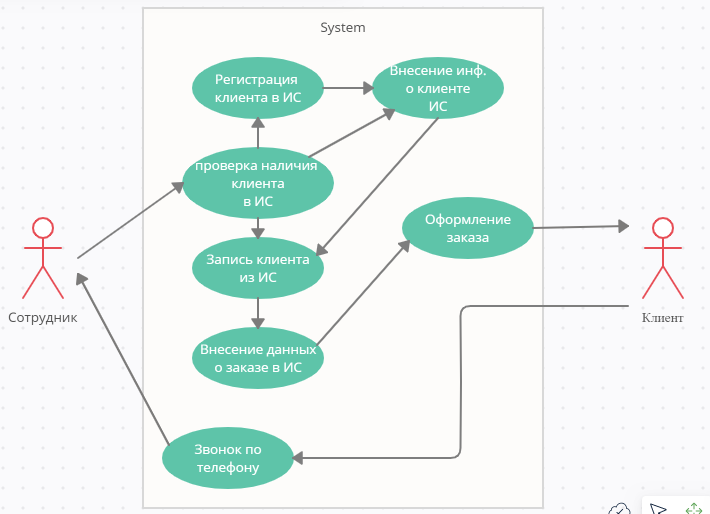 System
Регистрация
клиента в ИС
Внесение инф.
о клиенте
ИС
проверка наличия
клиента
в ИС
Оформление
заказа
Запись клиента
из ИС
Сотрудник
Клиент
Внесение данных
о заказе в ИС
Звонок по
телефону